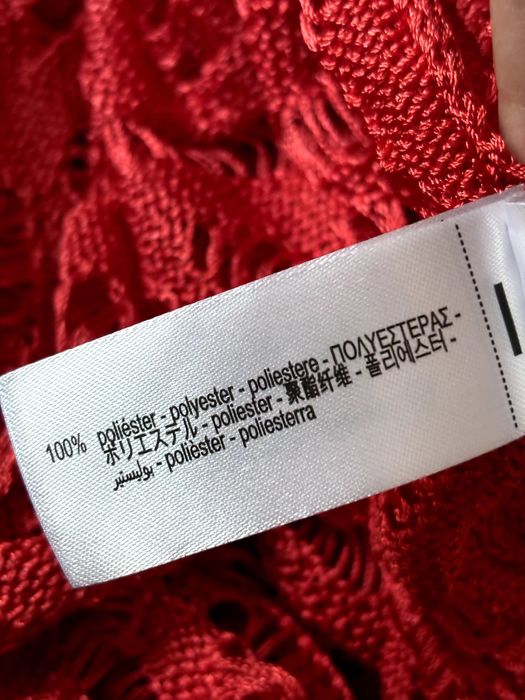 100% poliéster - polyester - poliestere - ΠΟΛΥΕΣΤΕΡΑΣ -
ポリエステル - poliester - 聚酯纤维 - 폴리에스터 -
بوليستير - polièster - poliesterra